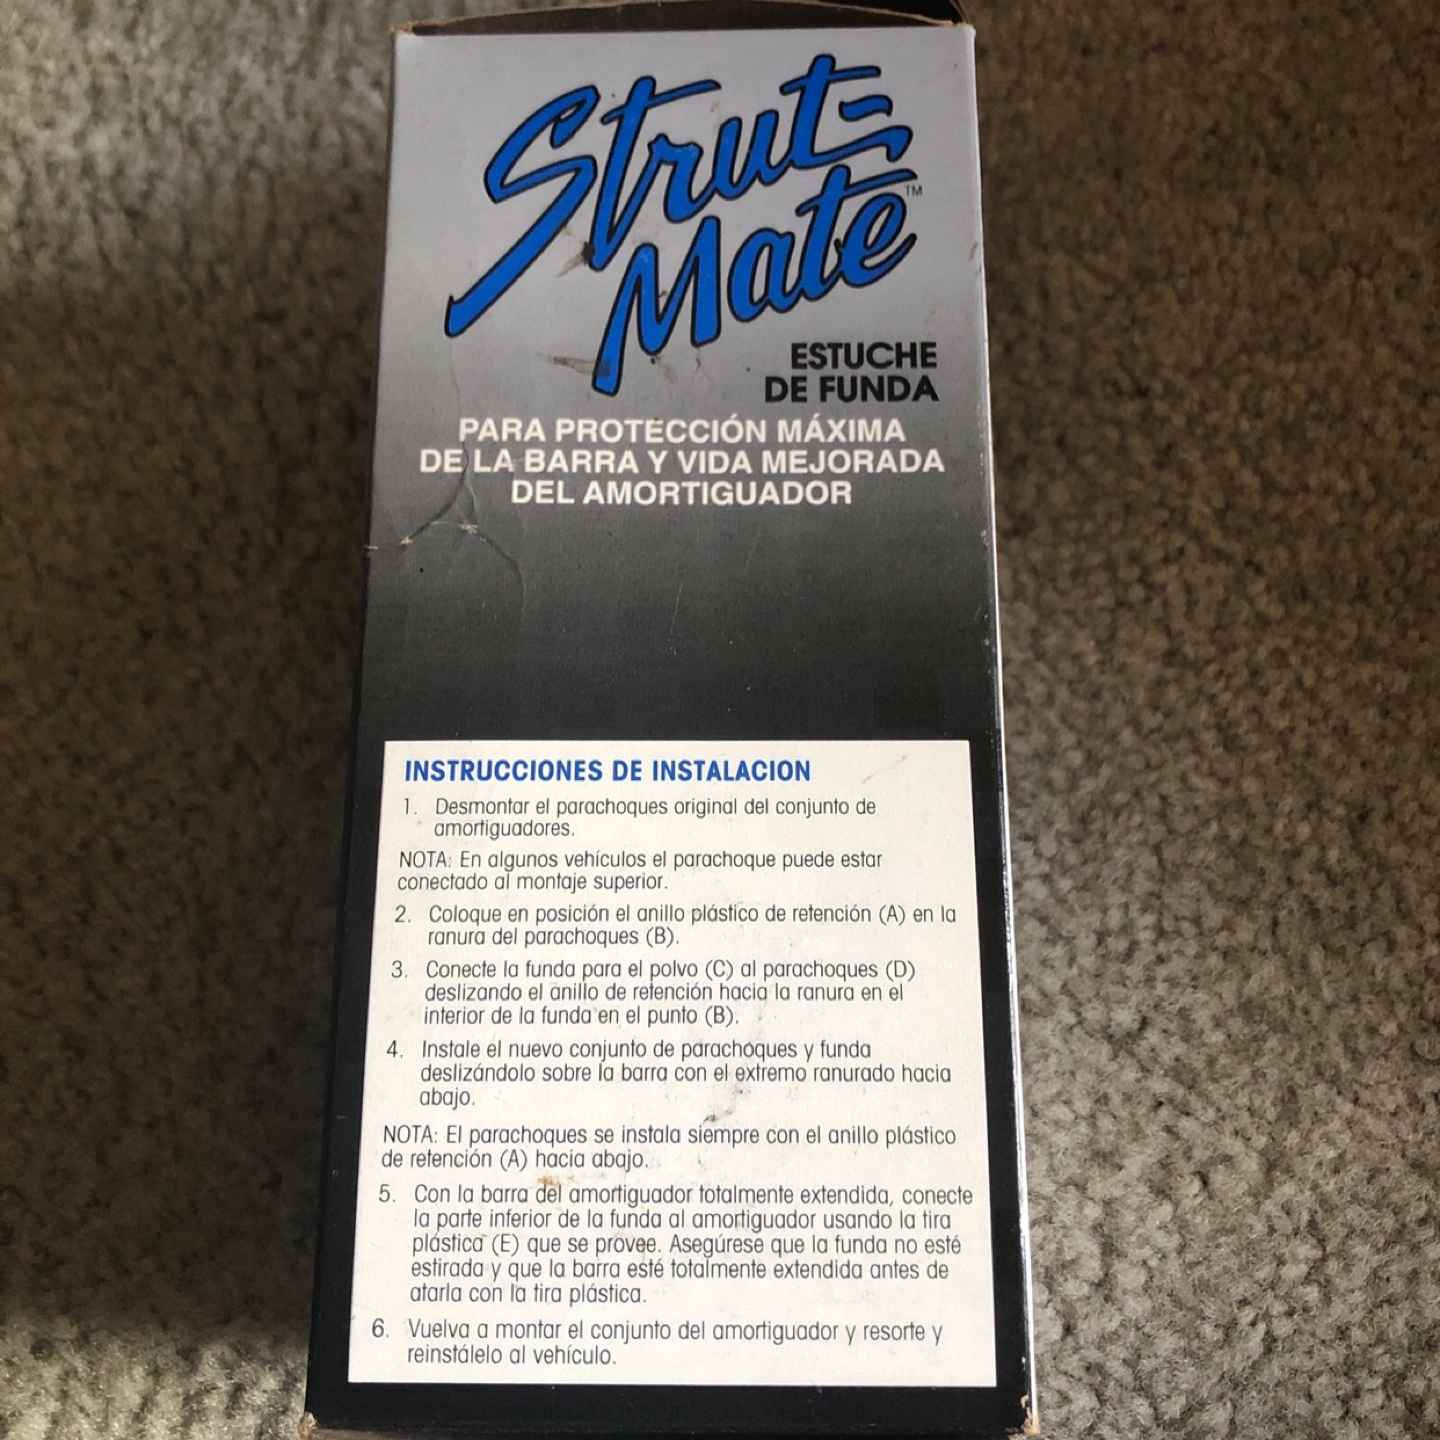 Strut-
Mate™
ESTUCHE
DE FUNDA
PARA PROTECCIÓN MÁXIMA
DE LA BARRA Y VIDA MEJORADA
DEL AMORTIGUADOR
INSTRUCCIONES DE INSTALACION
1. Desmontar el parachoques original del conjunto de
amortiguadores.
NOTA: En algunos vehículos el parachoque puede estar
conectado al montaje superior.
2. Coloque en posición el anillo plástico de retención (A) en la
ranura del parachoques (B).
3. Conecte la funda para el polvo (C) al parachoques (D)
deslizando el anillo de retención hacia la ranura en el
interior de la funda en el punto (B).
4. Instale el nuevo conjunto de parachoques y funda
deslizándolo sobre la barra con el extremo ranurado hacia
abajo.
NOTA: El parachoques se instala siempre con el anillo plástico
de retención (A) hacia abajo.
5. Con la barra del amortiguador totalmente extendida, conecte
la parte inferior de la funda al amortiguador usando la tira
plástica (E) que se provee. Asegúrese que la funda no esté
estirada y que la barra esté totalmente extendida antes de
atarla con la tira plástica.
6. Vuelva a montar el conjunto del amortiguador y resorte y
reinstálelo al vehículo.